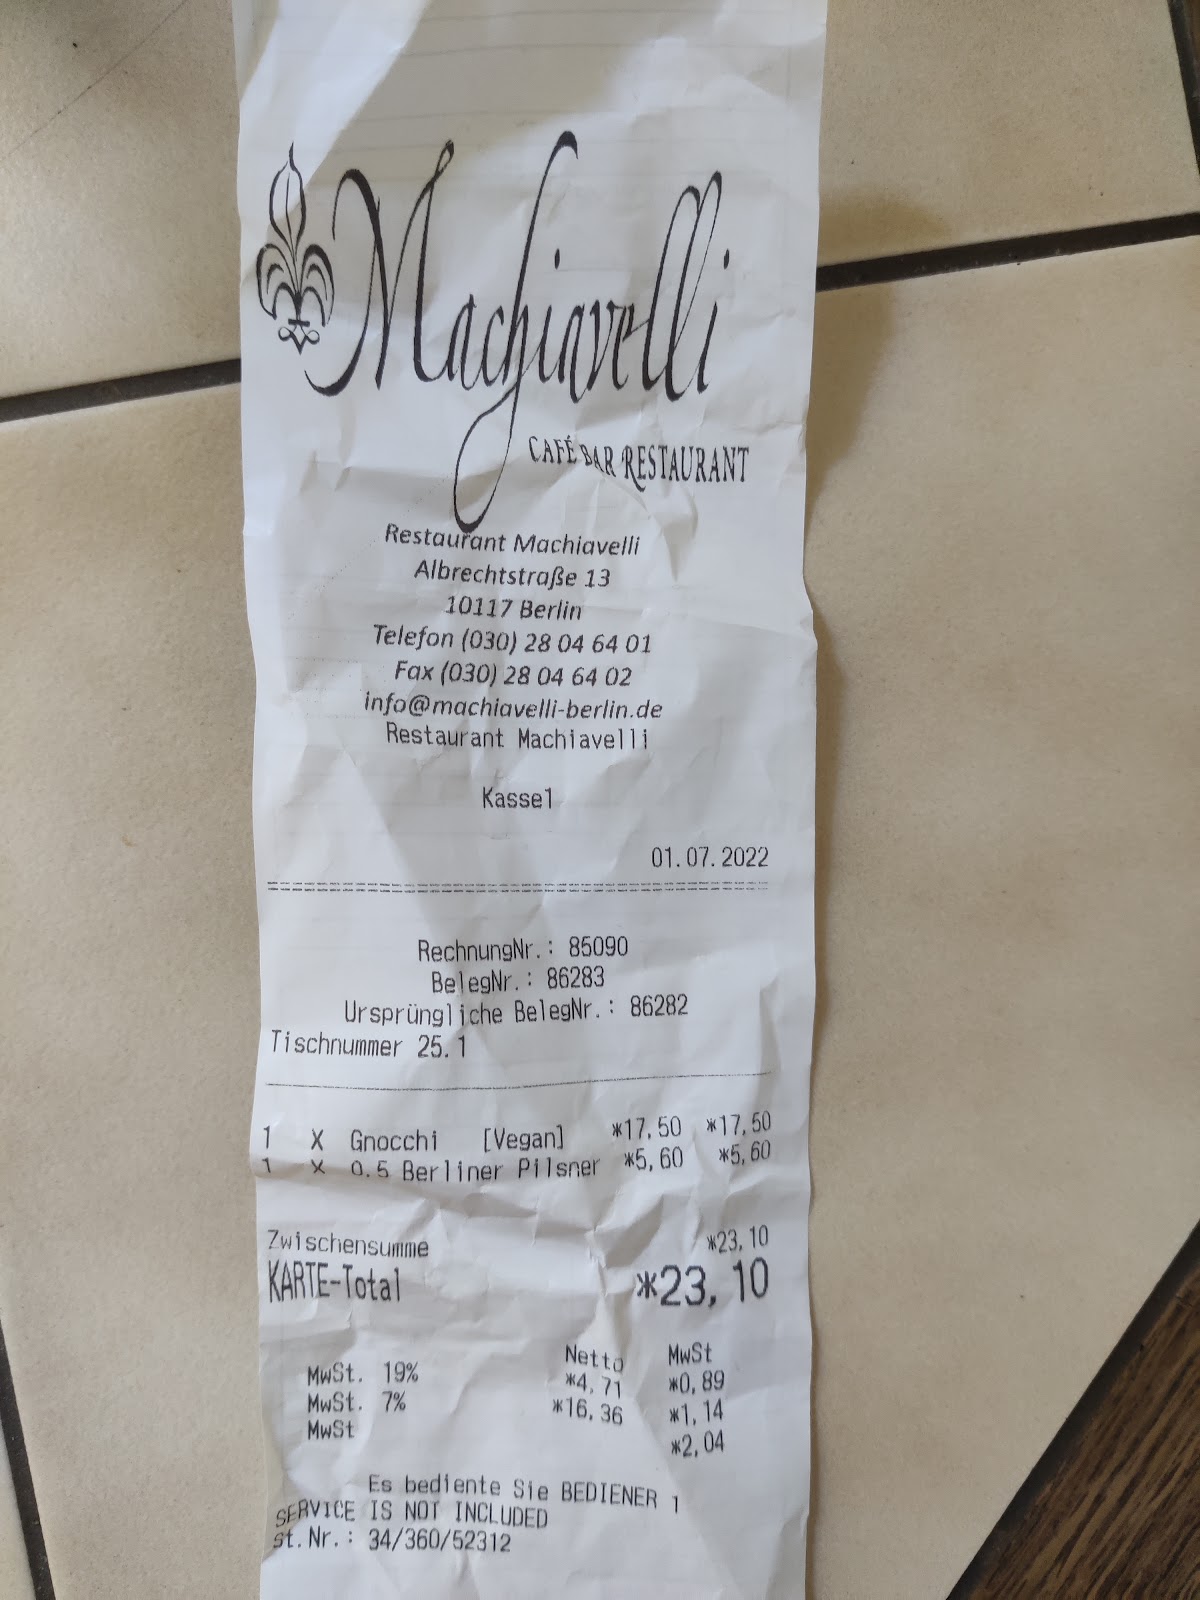 Machiavelli
CAFÉ BAR RESTAURANT
Restaurant Machiavelli
Albrechtstraße 13
10117 Berlin
Telefon (030) 28 04 64 01
Fax (030) 28 04 64 02
info@machiavelli-berlin.de
Restaurant Machiavelli
Kasse1
01.07.2022
RechnungNr.: 85090
BelegNr.: 86283
Ursprüngliche BelegNr.: 86282
Tischnummer 25.1
1 X Gnocchi [Vegan] *17,50 *17,50
1 X 0.5 Berliner Pilsner *5,60 *5,60
Zwischensumme *23,10
KARTE-Total *23,10
Netto MwSt
MwSt. 19% *4,71 *0,89
MwSt. 7% *16,36 *1,14
MwSt *2,04
Es bediente Sie BEDIENER 1
SERVICE IS NOT INCLUDED
St.Nr.: 34/360/52312